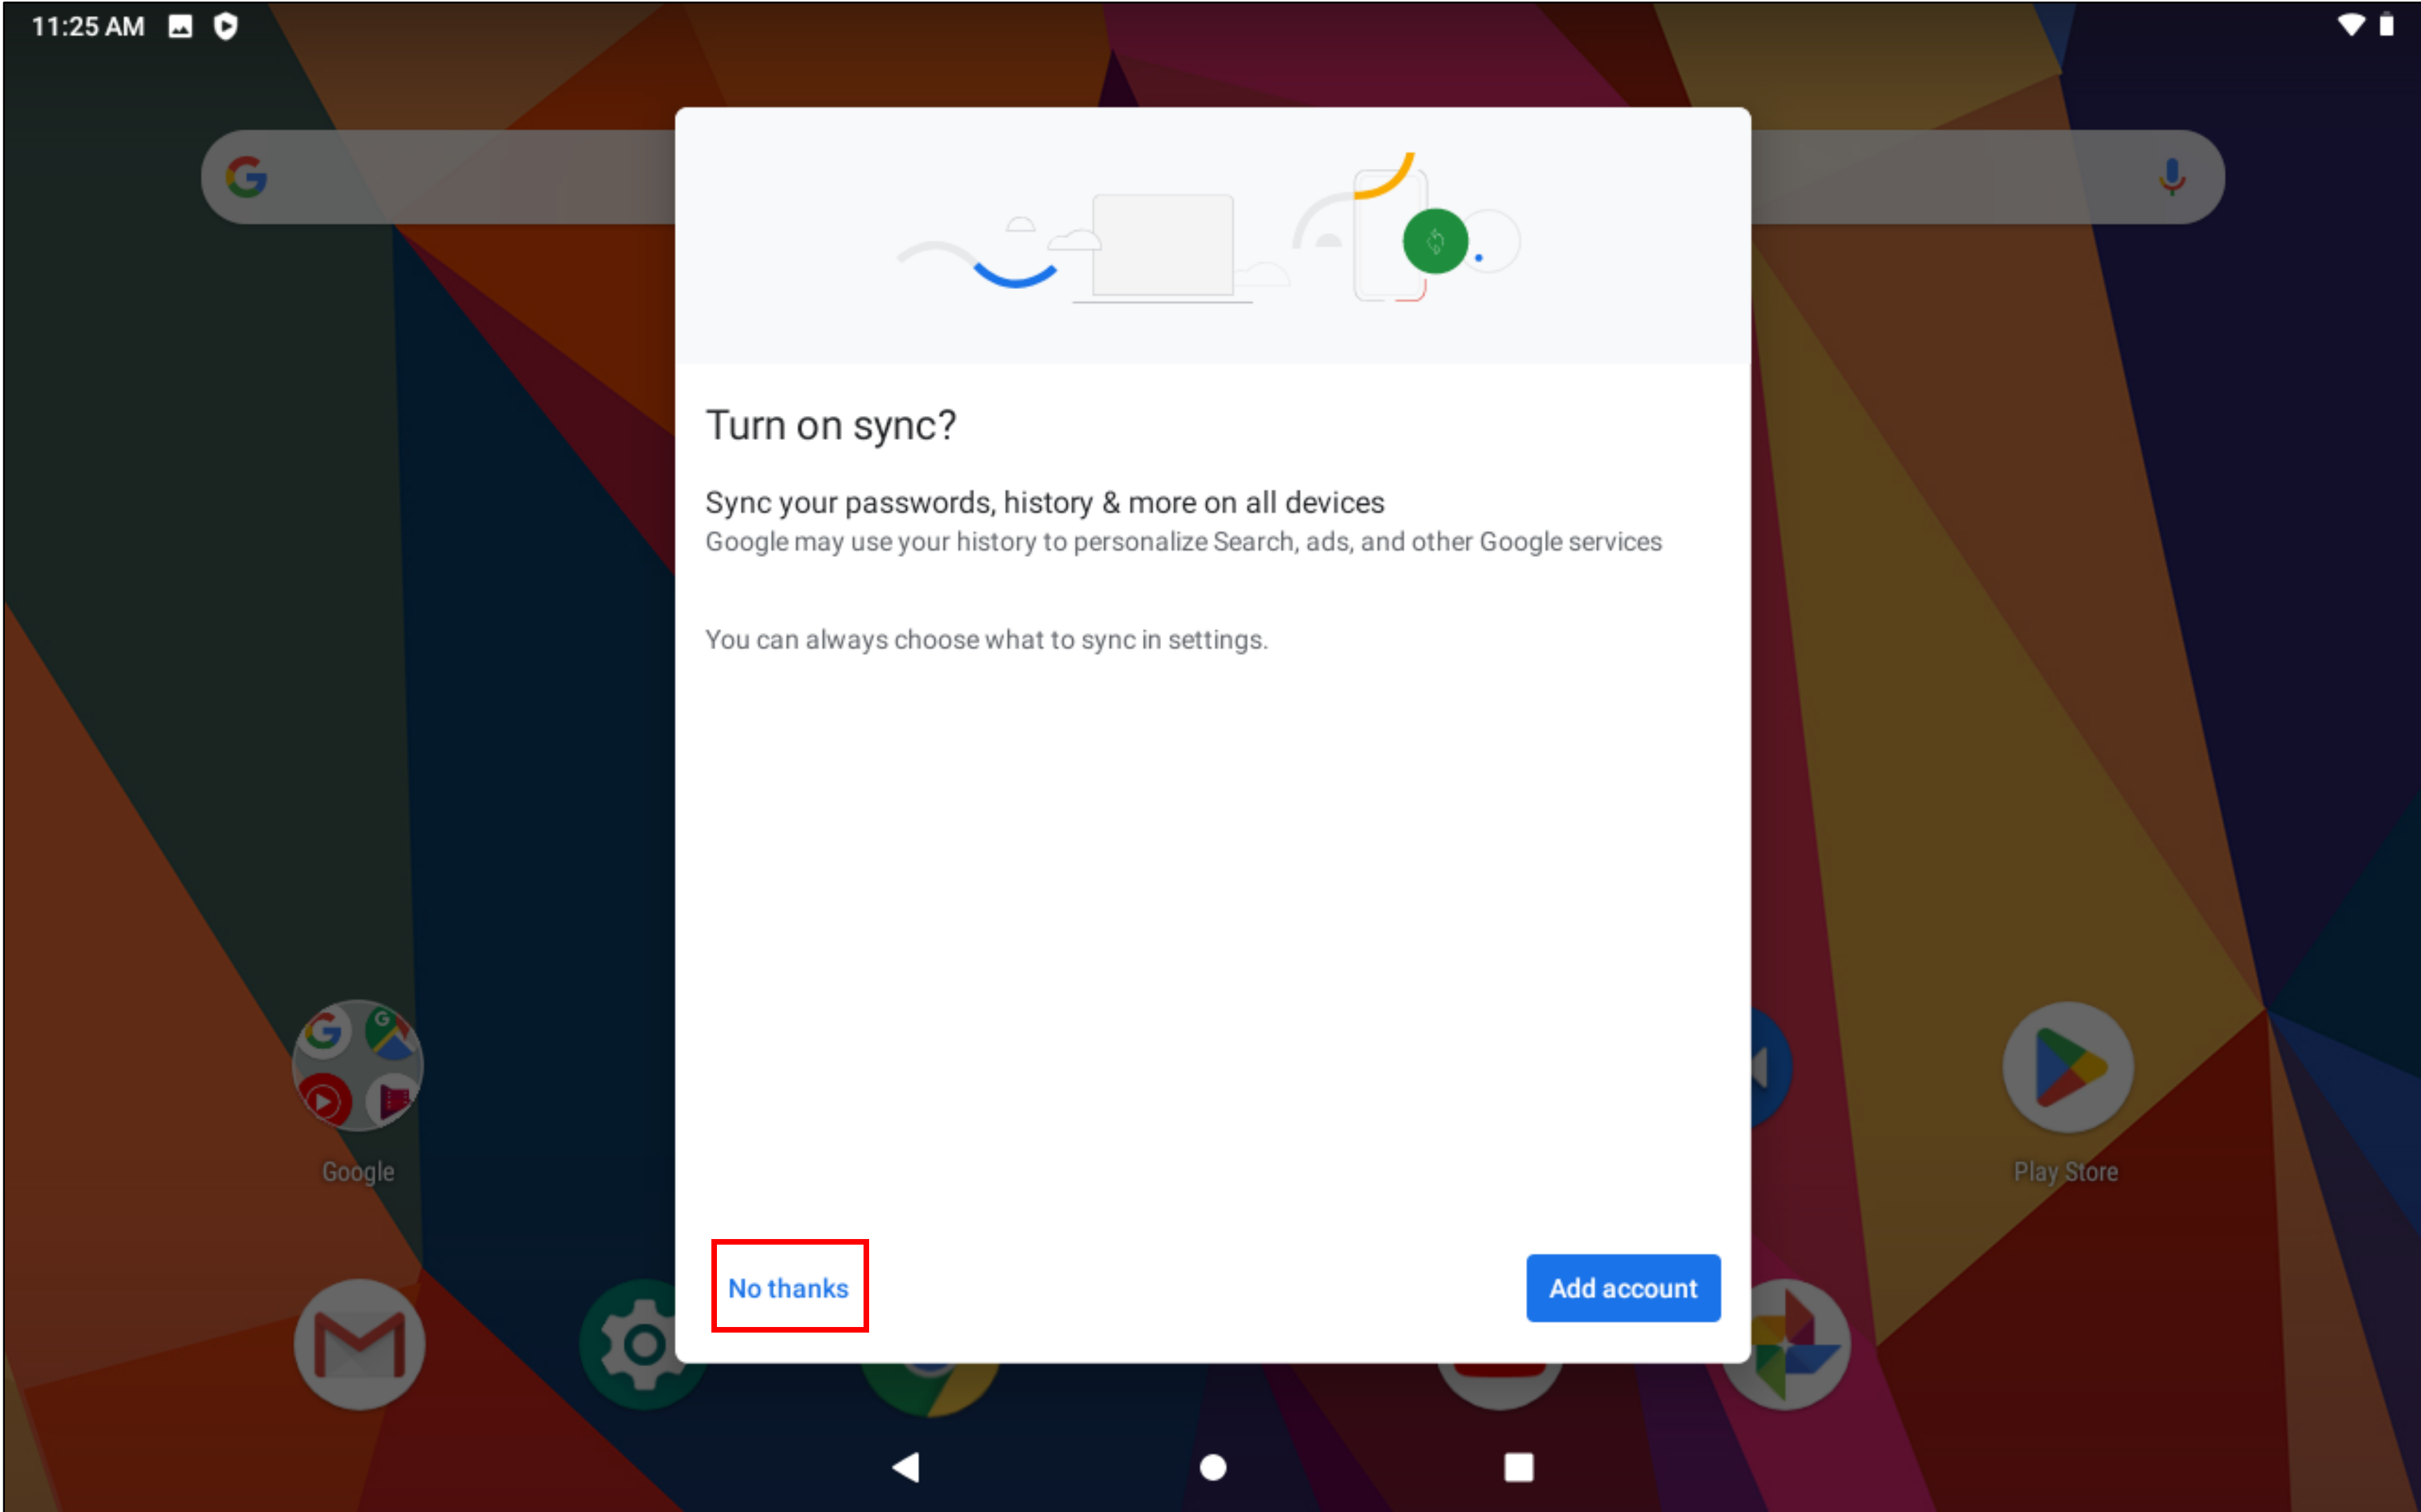 11:25 AM
Turn on sync?
Sync your passwords, history & more on all devices
Google may use your history to personalize Search, ads, and other Google services
You can always choose what to sync in settings.
Google
Play Store
No thanks
Add account